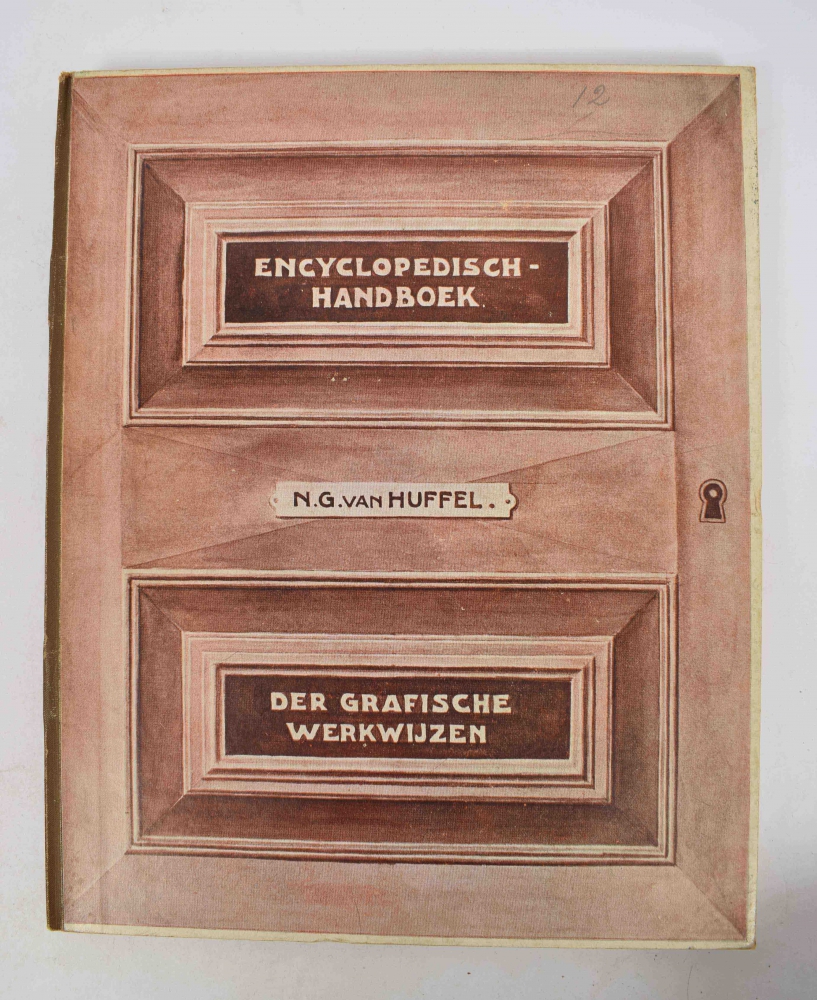 12
ENCYCLOPEDISCH-
HANDBOEK.
N.G. VAN HUFFEL.
DER GRAFISCHE
WERKWIJZEN